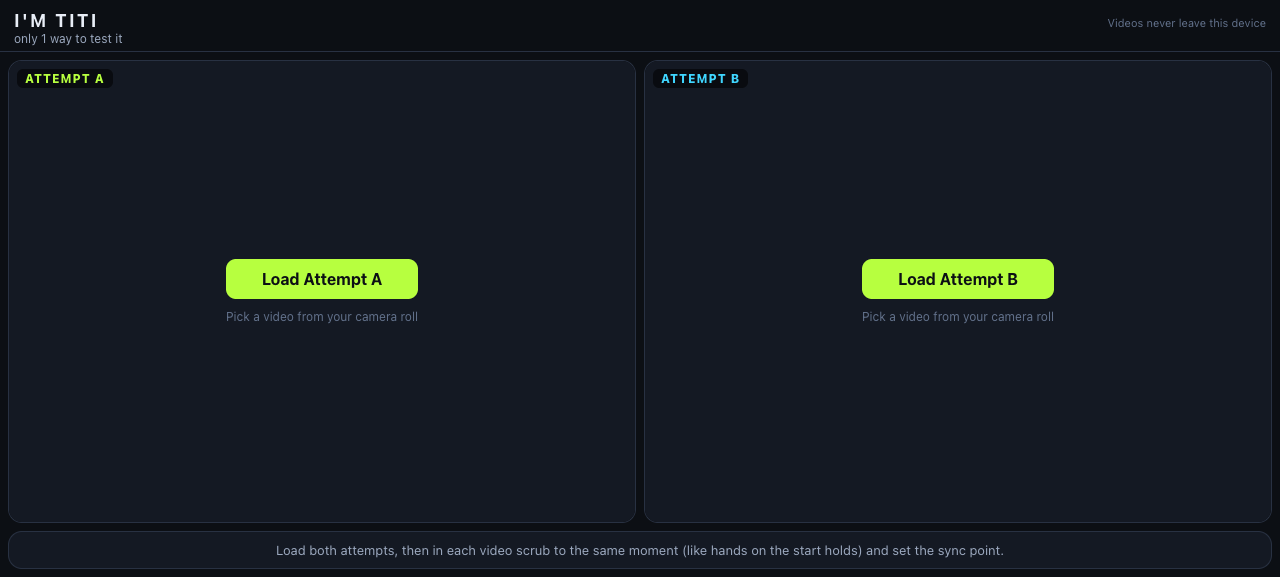 I'M TITI
only 1 way to test it
Videos never leave this device
ATTEMPT A
Load Attempt A
Pick a video from your camera roll
ATTEMPT B
Load Attempt B
Pick a video from your camera roll
Load both attempts, then in each video scrub to the same moment (like hands on the start holds) and set the sync point.